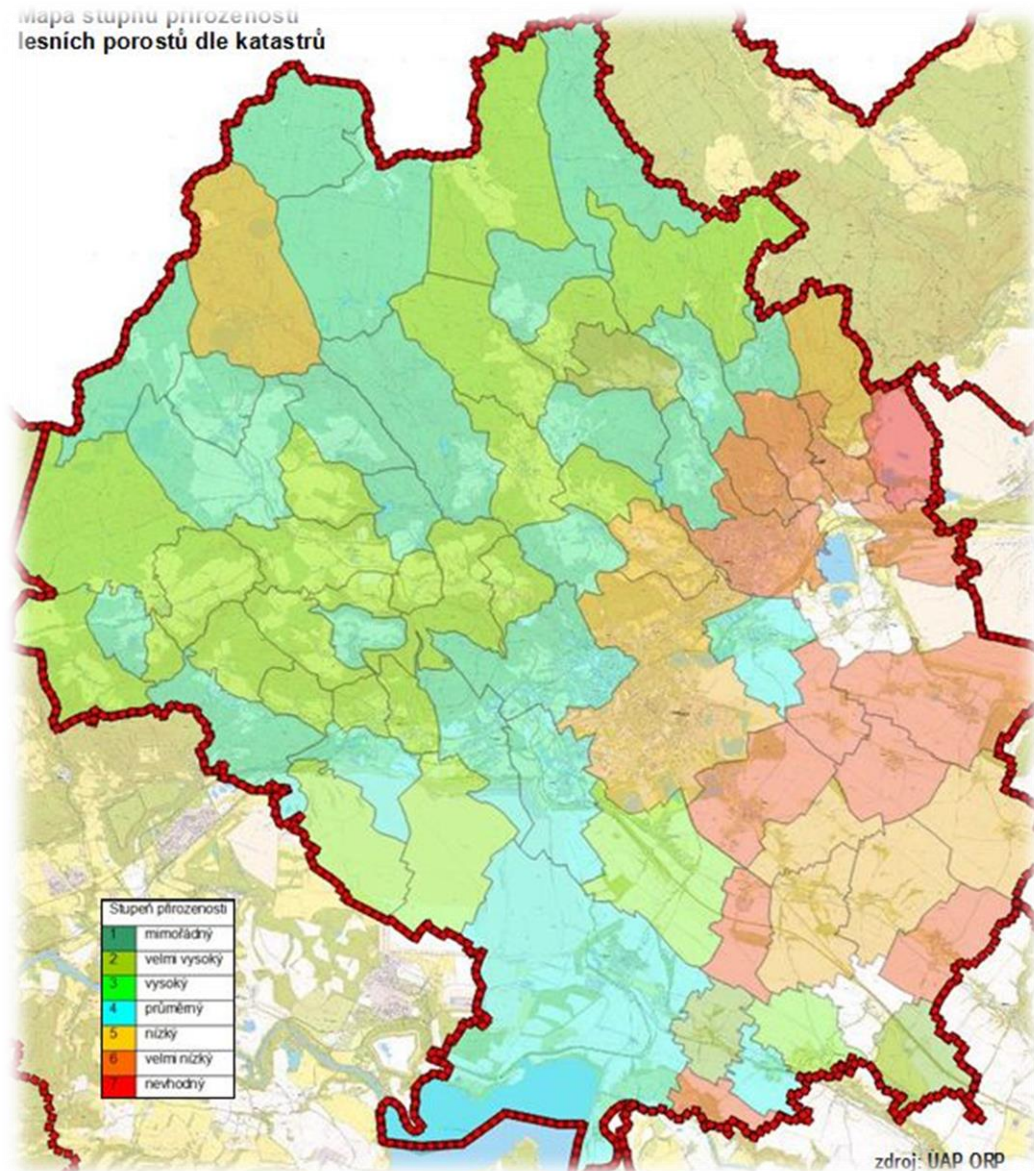 Mapa stupňů přirozenosti
lesních porostů dle katastrů
Stupeň přirozenosti
1 mimořádný
2 velmi vysoký
3 vysoký
4 průměrný
5 nízký
6 velmi nízký
7 nevhodný
zdroj: ÚAP ORP